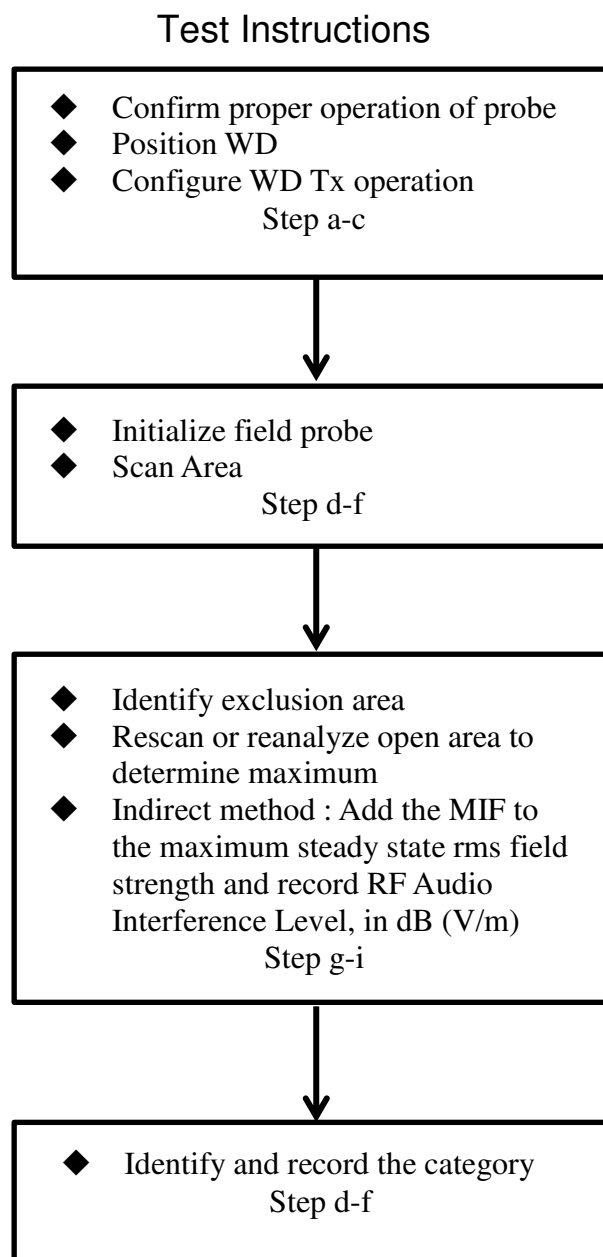 Test Instructions
◆ Confirm proper operation of probe
◆ Position WD
◆ Configure WD Tx operation
Step a-c
◆ Initialize field probe
◆ Scan Area
Step d-f
◆ Identify exclusion area
◆ Rescan or reanalyze open area to
determine maximum
◆ Indirect method : Add the MIF to
the maximum steady state rms field
strength and record RF Audio
Interference Level, in dB (V/m)
Step g-i
◆ Identify and record the category
Step d-f